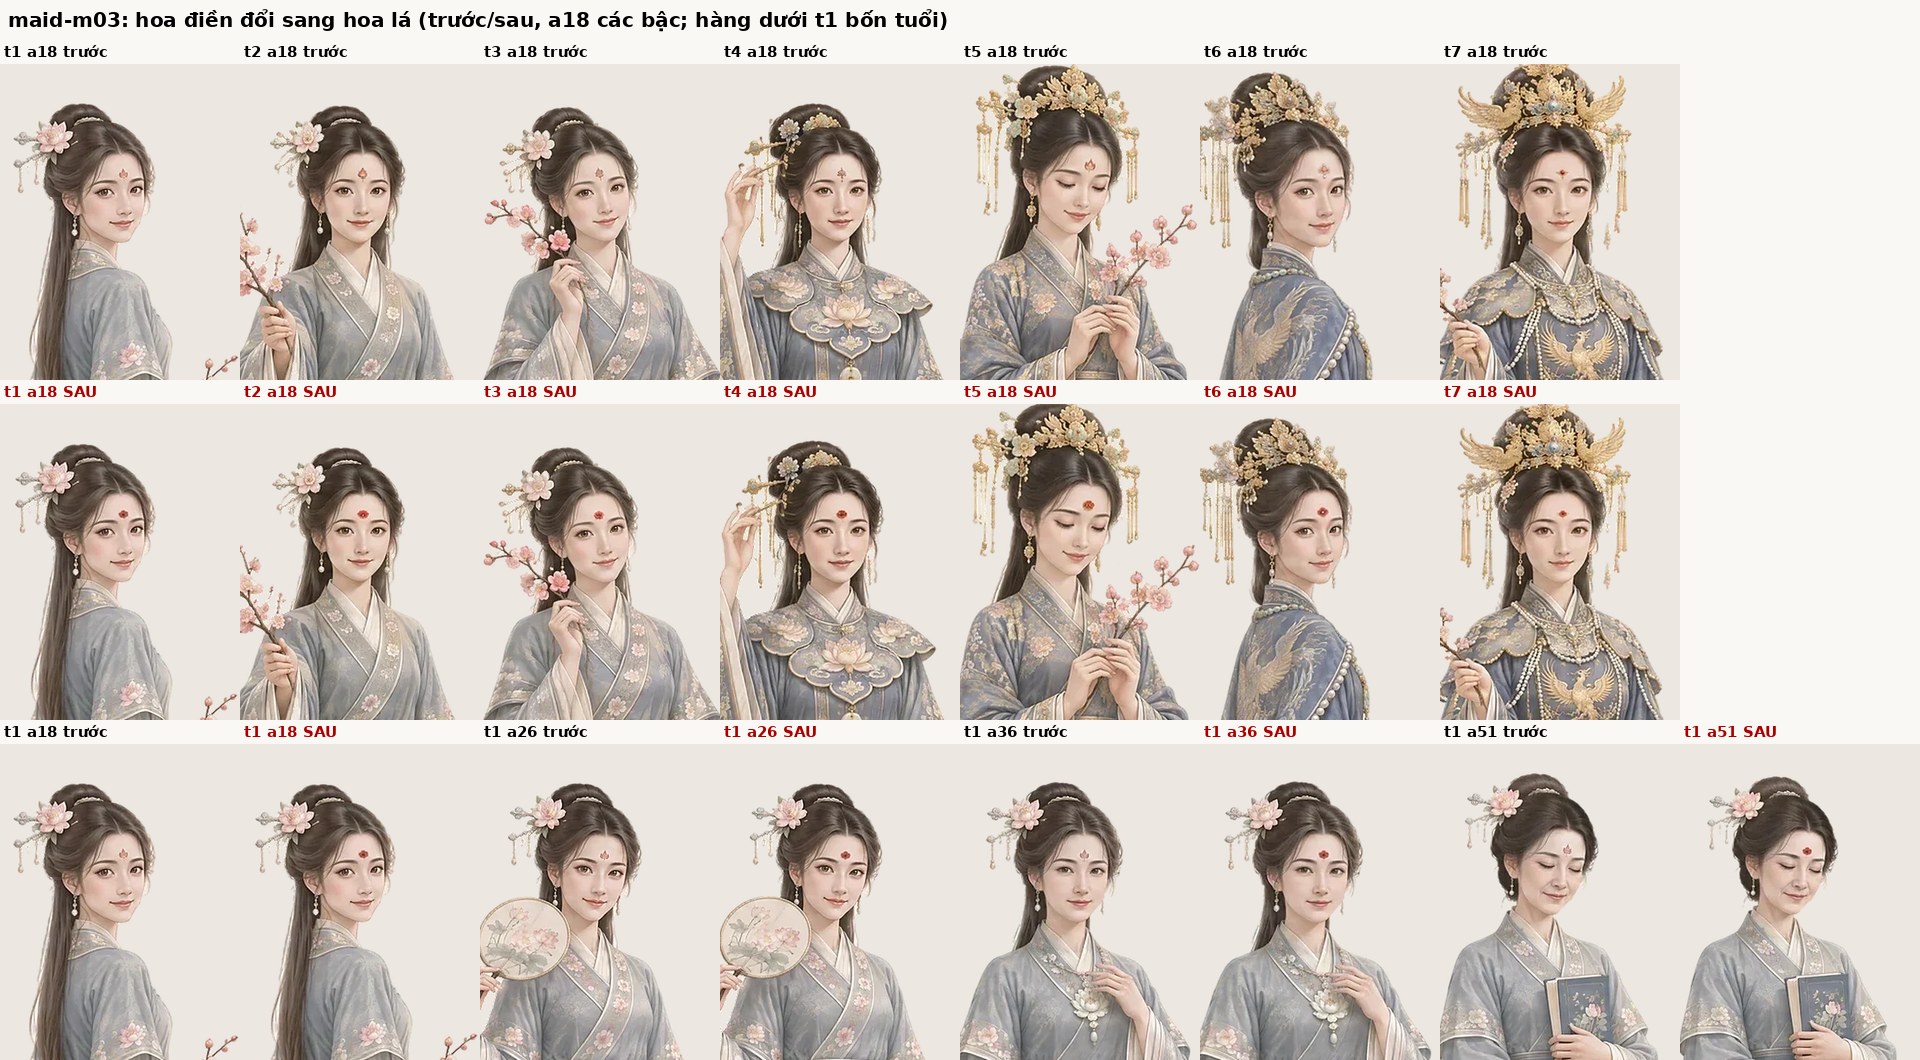 maid-m03: hoa điền đổi sang hoa lá (trước/sau, a18 các bậc; hàng dưới t1 bốn tuổi)
t1 a18 trước
t2 a18 trước
t3 a18 trước
t4 a18 trước
t5 a18 trước
t6 a18 trước
t7 a18 trước
t1 a18 SAU
t2 a18 SAU
t3 a18 SAU
t4 a18 SAU
t5 a18 SAU
t6 a18 SAU
t7 a18 SAU
t1 a18 trước
t1 a18 SAU
t1 a26 trước
t1 a26 SAU
t1 a36 trước
t1 a36 SAU
t1 a51 trước
t1 a51 SAU